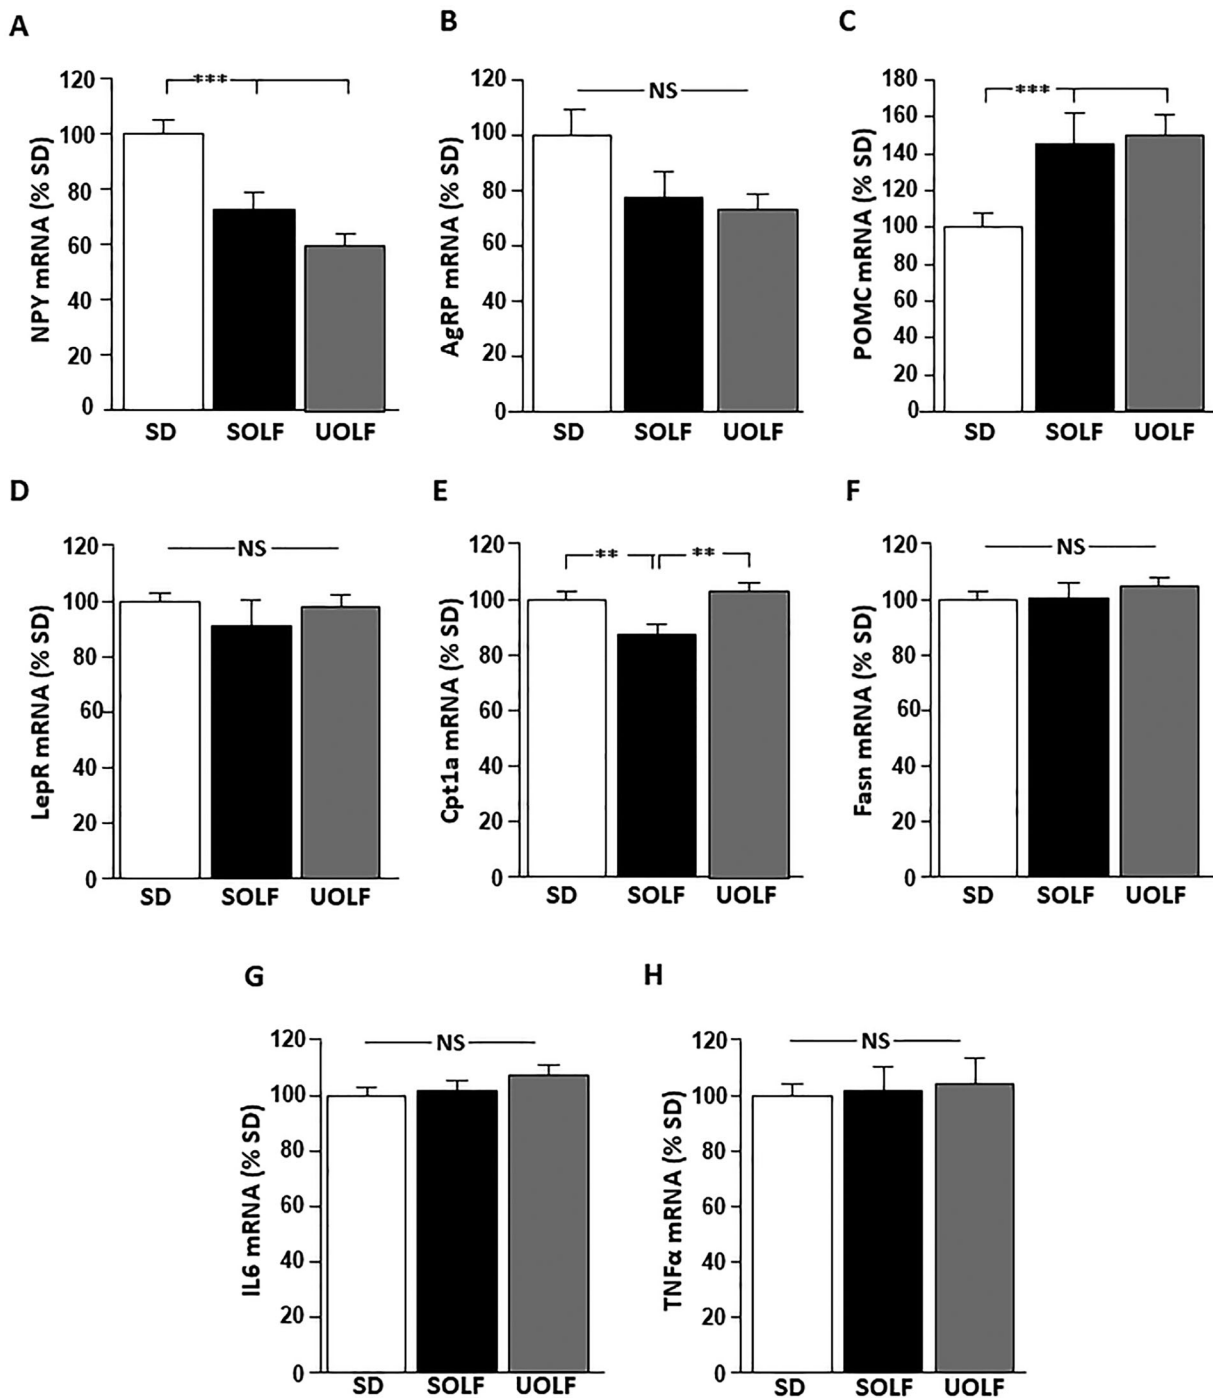 A
NPY mRNA (% SD)
120
100
80
60
40
20
0
***
SD SOLF UOLF
B
AgRP mRNA (% SD)
120
100
80
60
40
20
0
NS
SD SOLF UOLF
C
POMC mRNA (% SD)
180
160
140
120
100
80
60
40
20
0
***
SD SOLF UOLF
D
LepR mRNA (% SD)
120
100
80
60
40
20
0
NS
SD SOLF UOLF
E
Cpt1a mRNA (% SD)
120
100
80
60
40
20
0
** **
SD SOLF UOLF
F
Fasn mRNA (% SD)
120
100
80
60
40
20
0
NS
SD SOLF UOLF
G
IL6 mRNA (% SD)
120
100
80
60
40
20
0
NS
SD SOLF UOLF
H
TNFα mRNA (% SD)
120
100
80
60
40
20
0
NS
SD SOLF UOLF